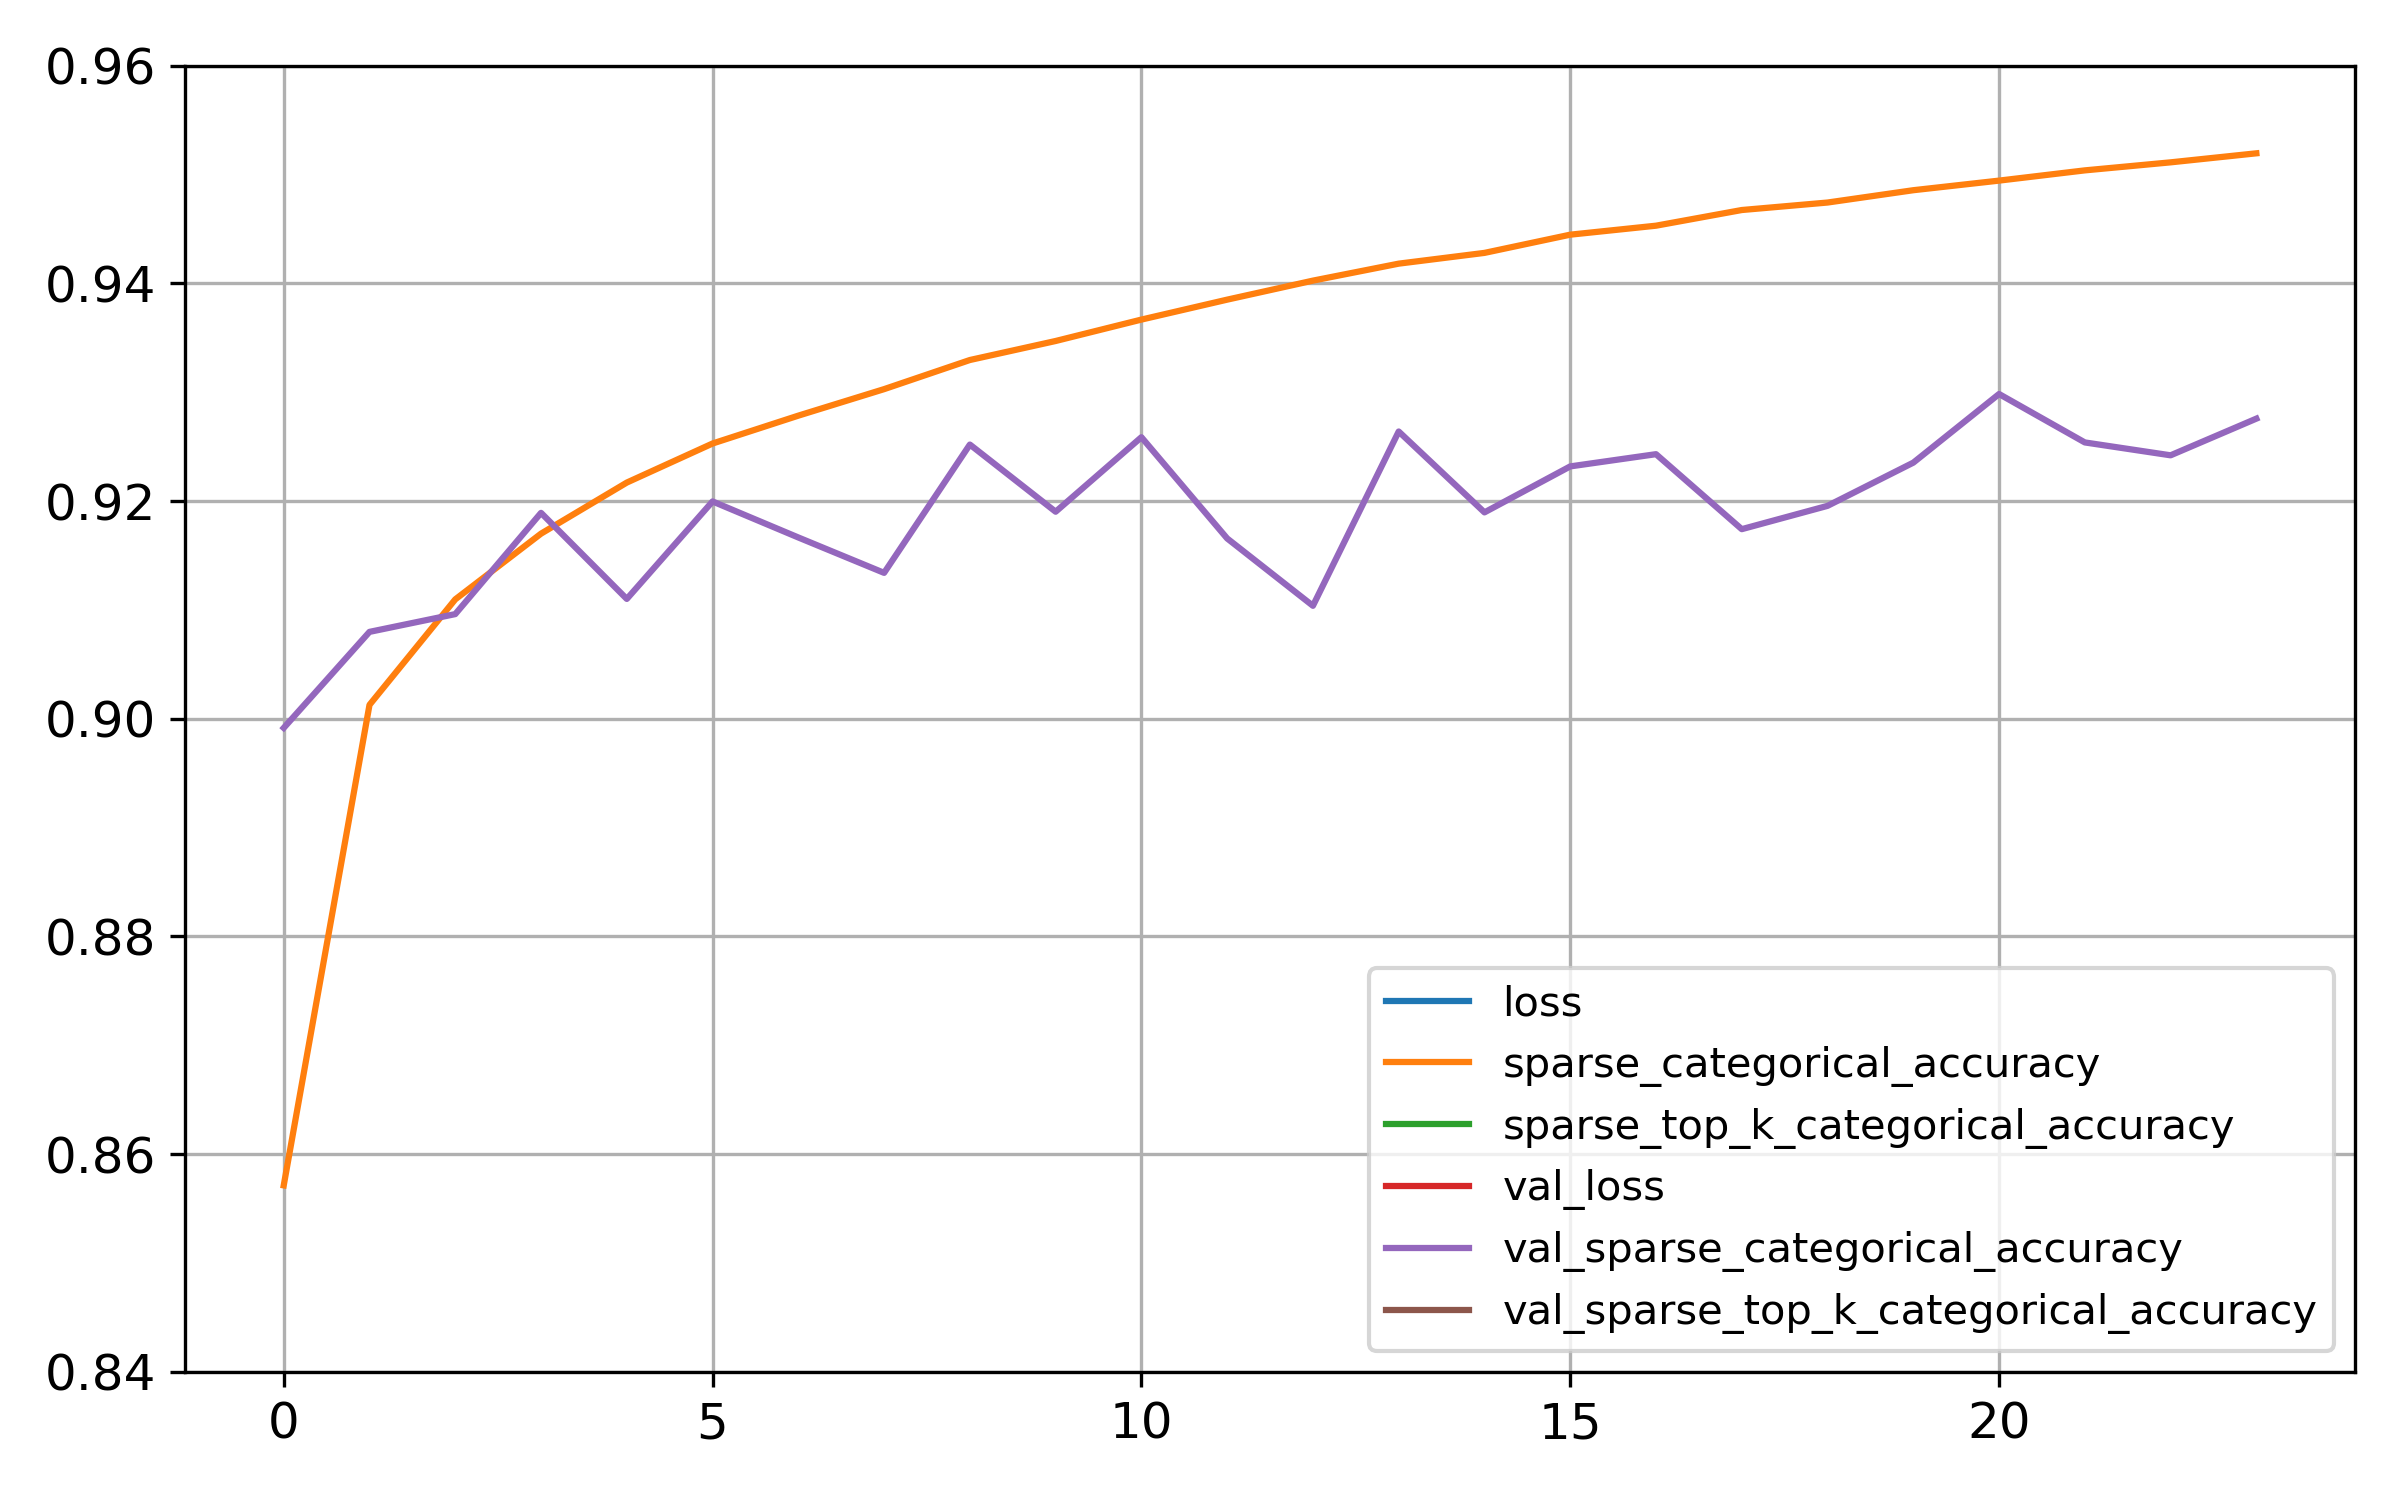 0.96
0.94
0.92
0.90
0.88
0.86
0.84
loss
sparse_categorical_accuracy
sparse_top_k_categorical_accuracy
val_loss
val_sparse_categorical_accuracy
val_sparse_top_k_categorical_accuracy
0 5 10 15 20